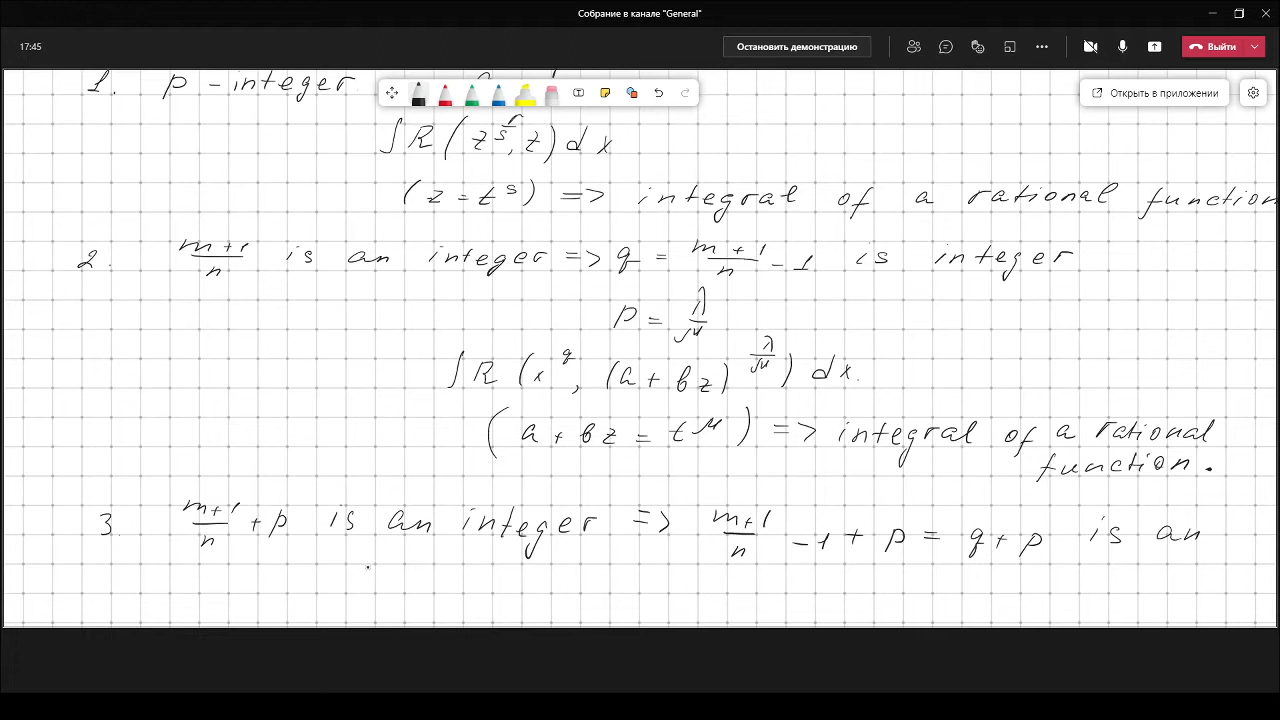 Собрание в канале "General"
17:45
Остановить демонстрацию
Выйти
Открыть в приложении
1. p - integer
∫ R ( z^(r/s), z ) dx
( z = t^s ) => integral of a rational function
2. (m+1)/n is an integer => q = (m+1)/n - 1 is integer
p = λ/μ
∫ R ( x^q, (a + bz)^(λ/μ) ) dx.
( a + bz = t^μ ) => integral of a rational
function.
3. (m+1)/n + p is an integer => (m+1)/n - 1 + p = q + p is an